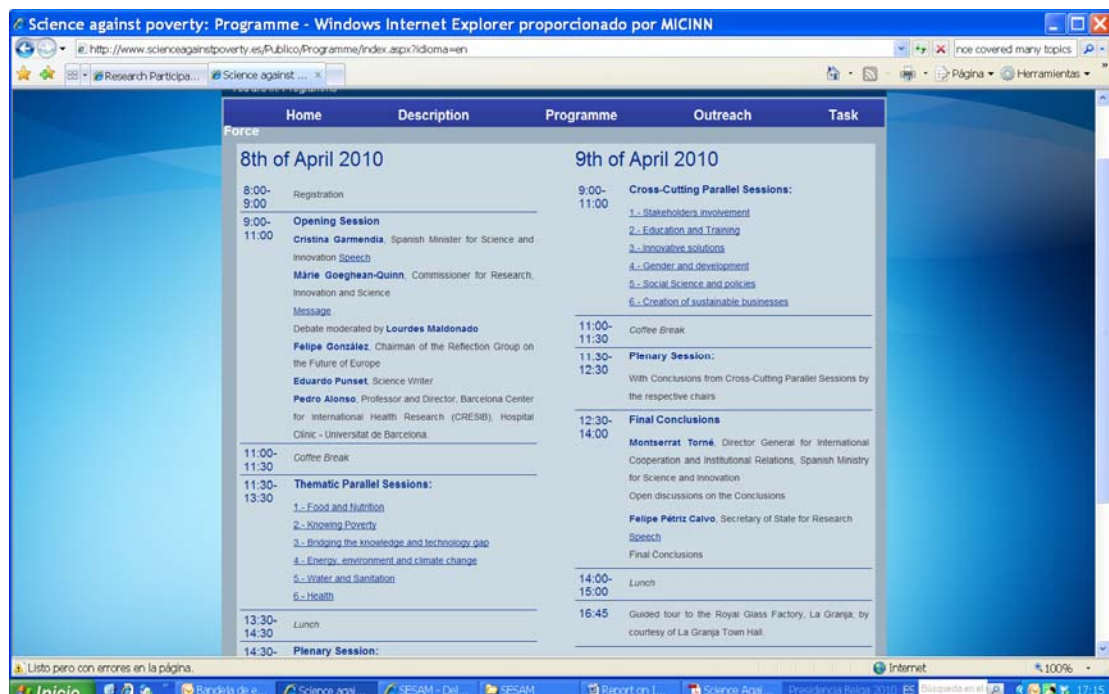 Science against poverty: Programme - Windows Internet Explorer proporcionado por MICINN
http://www.scienceagainstpoverty.es/Publico/Programme/index.aspx?idioma=en
nce covered many topics
Research Participa...
Science against ...
Página
Herramientas
Home Description Programme Outreach Task
Force
8th of April 2010
8:00-
9:00
Registration
9:00-
11:00
Opening Session
Cristina Garmendia, Spanish Minister for Science and
Innovation Speech
Márie Goeghean-Quinn, Commissioner for Research,
Innovation and Science
Message
Debate moderated by Lourdes Maldonado
Felipe González, Chairman of the Reflection Group on
the Future of Europe
Eduardo Punset, Science Writer
Pedro Alonso, Professor and Director, Barcelona Center
for International Health Research (CRESIB), Hospital
Clínic - Universitat de Barcelona.
11:00-
11:30
Coffee Break
11:30-
13:30
Thematic Parallel Sessions:
1.- Food and Nutrition
2.- Knowing Poverty
3.- Bridging the knowledge and technology gap
4.- Energy, environment and climate change
5.- Water and Sanitation
6.- Health
13:30-
14:30
Lunch
14:30-
Plenary Session:
9th of April 2010
9:00-
11:00
Cross-Cutting Parallel Sessions:
1.- Stakeholders involvement
2.- Education and Training
3.- Innovative solutions
4.- Gender and development
5.- Social Science and policies
6.- Creation of sustainable businesses
11:00-
11:30
Coffee Break
11.30-
12:30
Plenary Session:
With Conclusions from Cross-Cutting Parallel Sessions by
the respective chairs
12:30-
14:00
Final Conclusions
Montserrat Torné, Director General for International
Cooperation and Institutional Relations, Spanish Ministry
for Science and Innovation
Open discussions on the Conclusions
Felipe Pétriz Calvo, Secretary of State for Research
Speech
Final Conclusions
14:00-
15:00
Lunch
16:45
Guided tour to the Royal Glass Factory, La Granja; by
courtesy of La Granja Town Hall.
Listo pero con errores en la página.
Internet
100%
Inicio
Bandeja de e...
Science agai...
SESAM - Del...
SESAM
Report on I...
Science Agai...
Presidencia Belga 2010
ES
Búsqueda en el
17:15